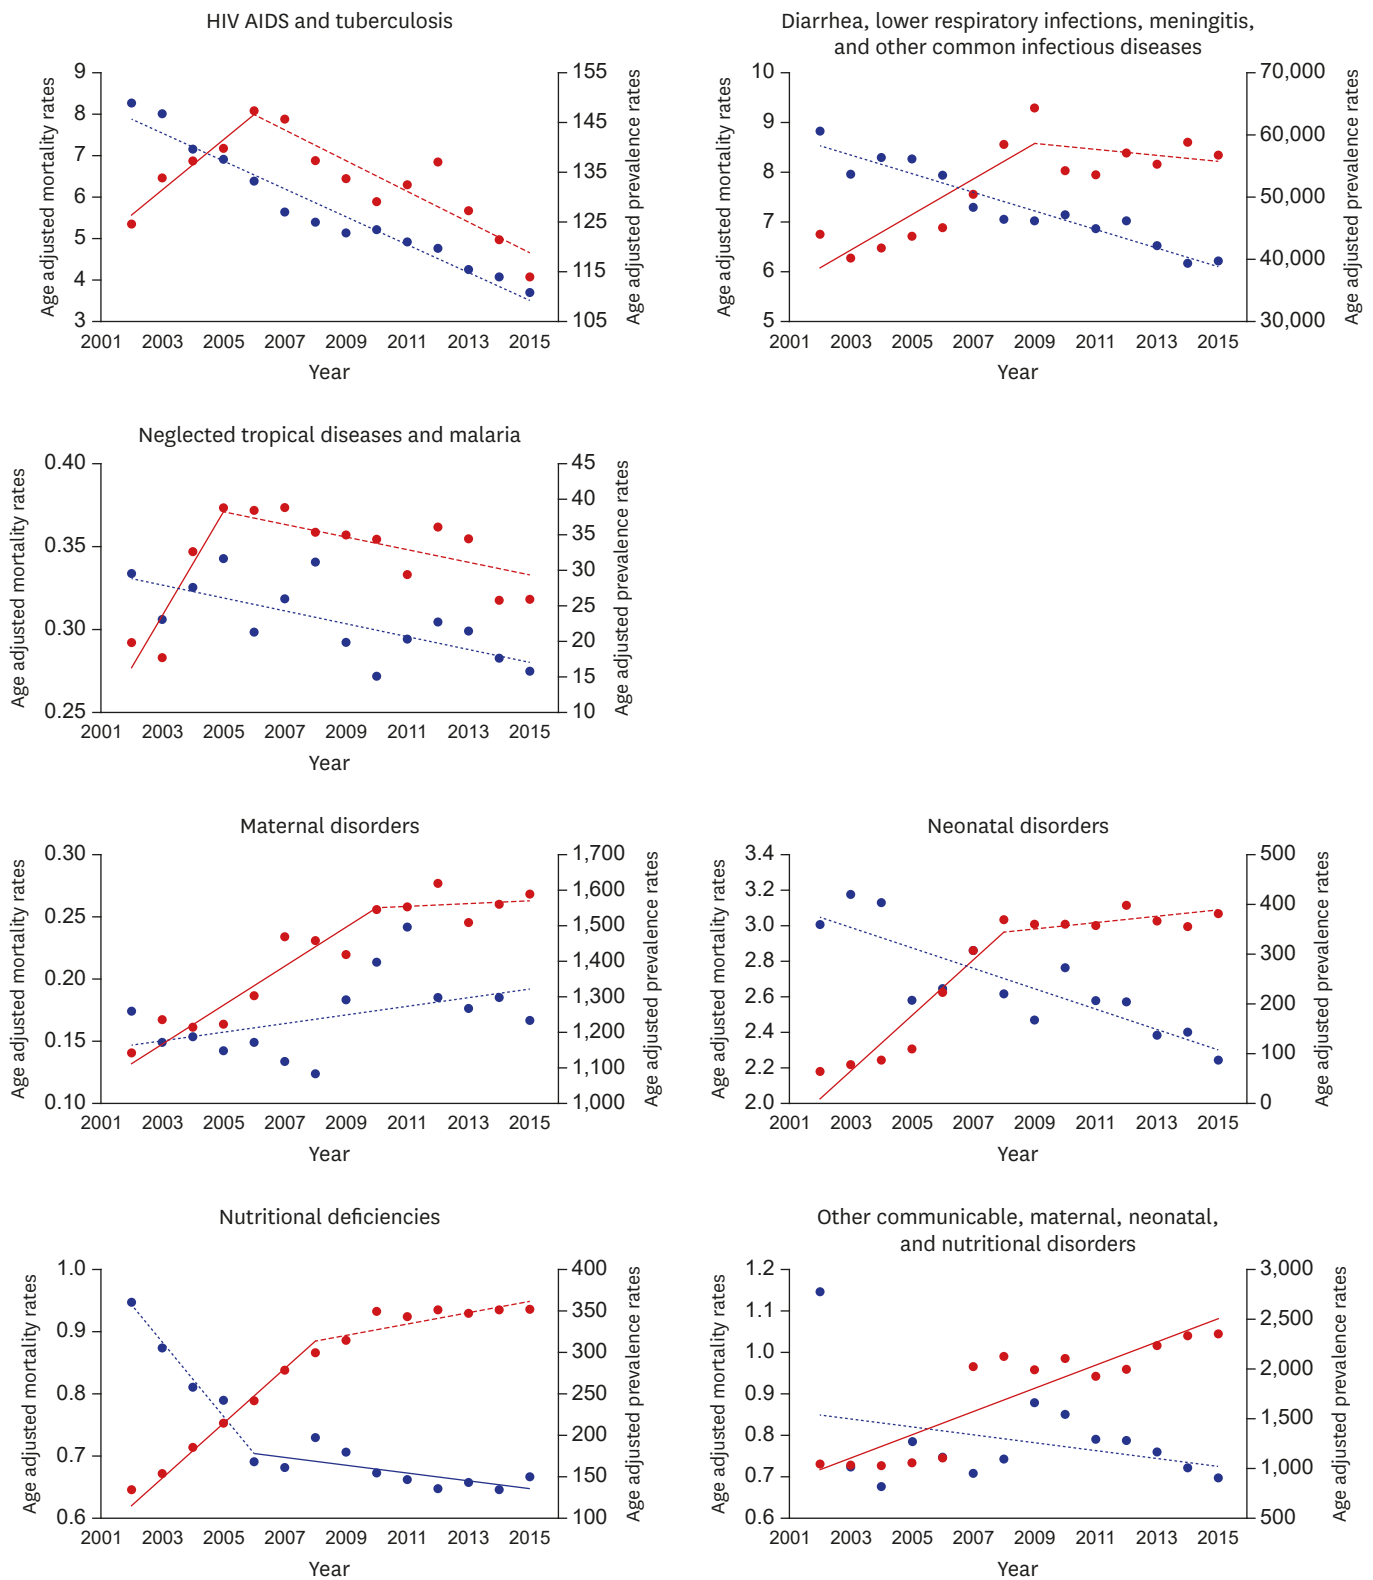 HIV AIDS and tuberculosis
Age adjusted mortality rates
9
8
7
6
5
4
3
155
145
135
125
115
105
Age adjusted prevalence rates
2001 2003 2005 2007 2009 2011 2013 2015
Year
Diarrhea, lower respiratory infections, meningitis,
and other common infectious diseases
Age adjusted mortality rates
10
9
8
7
6
5
70,000
60,000
50,000
40,000
30,000
Age adjusted prevalence rates
2001 2003 2005 2007 2009 2011 2013 2015
Year
Neglected tropical diseases and malaria
Age adjusted mortality rates
0.40
0.35
0.30
0.25
45
40
35
30
25
20
15
10
Age adjusted prevalence rates
2001 2003 2005 2007 2009 2011 2013 2015
Year
Maternal disorders
Age adjusted mortality rates
0.30
0.25
0.20
0.15
0.10
1,700
1,600
1,500
1,400
1,300
1,200
1,100
1,000
Age adjusted prevalence rates
2001 2003 2005 2007 2009 2011 2013 2015
Year
Neonatal disorders
Age adjusted mortality rates
3.4
3.2
3.0
2.8
2.6
2.4
2.2
2.0
500
400
300
200
100
0
Age adjusted prevalence rates
2001 2003 2005 2007 2009 2011 2013 2015
Year
Nutritional deficiencies
Age adjusted mortality rates
1.0
0.9
0.8
0.7
0.6
400
350
300
250
200
150
100
Age adjusted prevalence rates
2001 2003 2005 2007 2009 2011 2013 2015
Year
Other communicable, maternal, neonatal,
and nutritional disorders
Age adjusted mortality rates
1.2
1.1
1.0
0.9
0.8
0.7
0.6
3,000
2,500
2,000
1,500
1,000
500
Age adjusted prevalence rates
2001 2003 2005 2007 2009 2011 2013 2015
Year